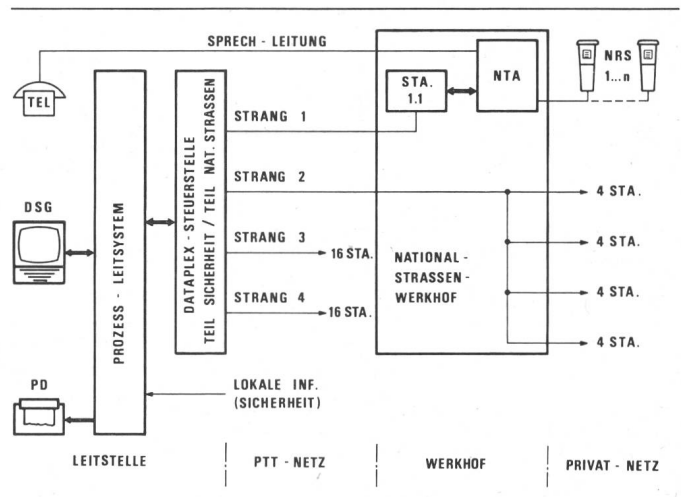 SPRECH - LEITUNG
TEL
STA.
1.1
NTA
NRS
1...n
STRANG 1
DSG
STRANG 2
4 STA.
4 STA.
STRANG 3
16 STA.
NATIONAL -
STRASSEN -
WERKHOF
4 STA.
STRANG 4
16 STA.
4 STA.
PROZESS - LEITSYSTEM
DATAPLEX - STEUERSTELLE
TEIL SICHERHEIT / TEIL NAT. STRASSEN
PD
LOKALE INF.
(SICHERHEIT)
LEITSTELLE
PTT - NETZ
WERKHOF
PRIVAT - NETZ